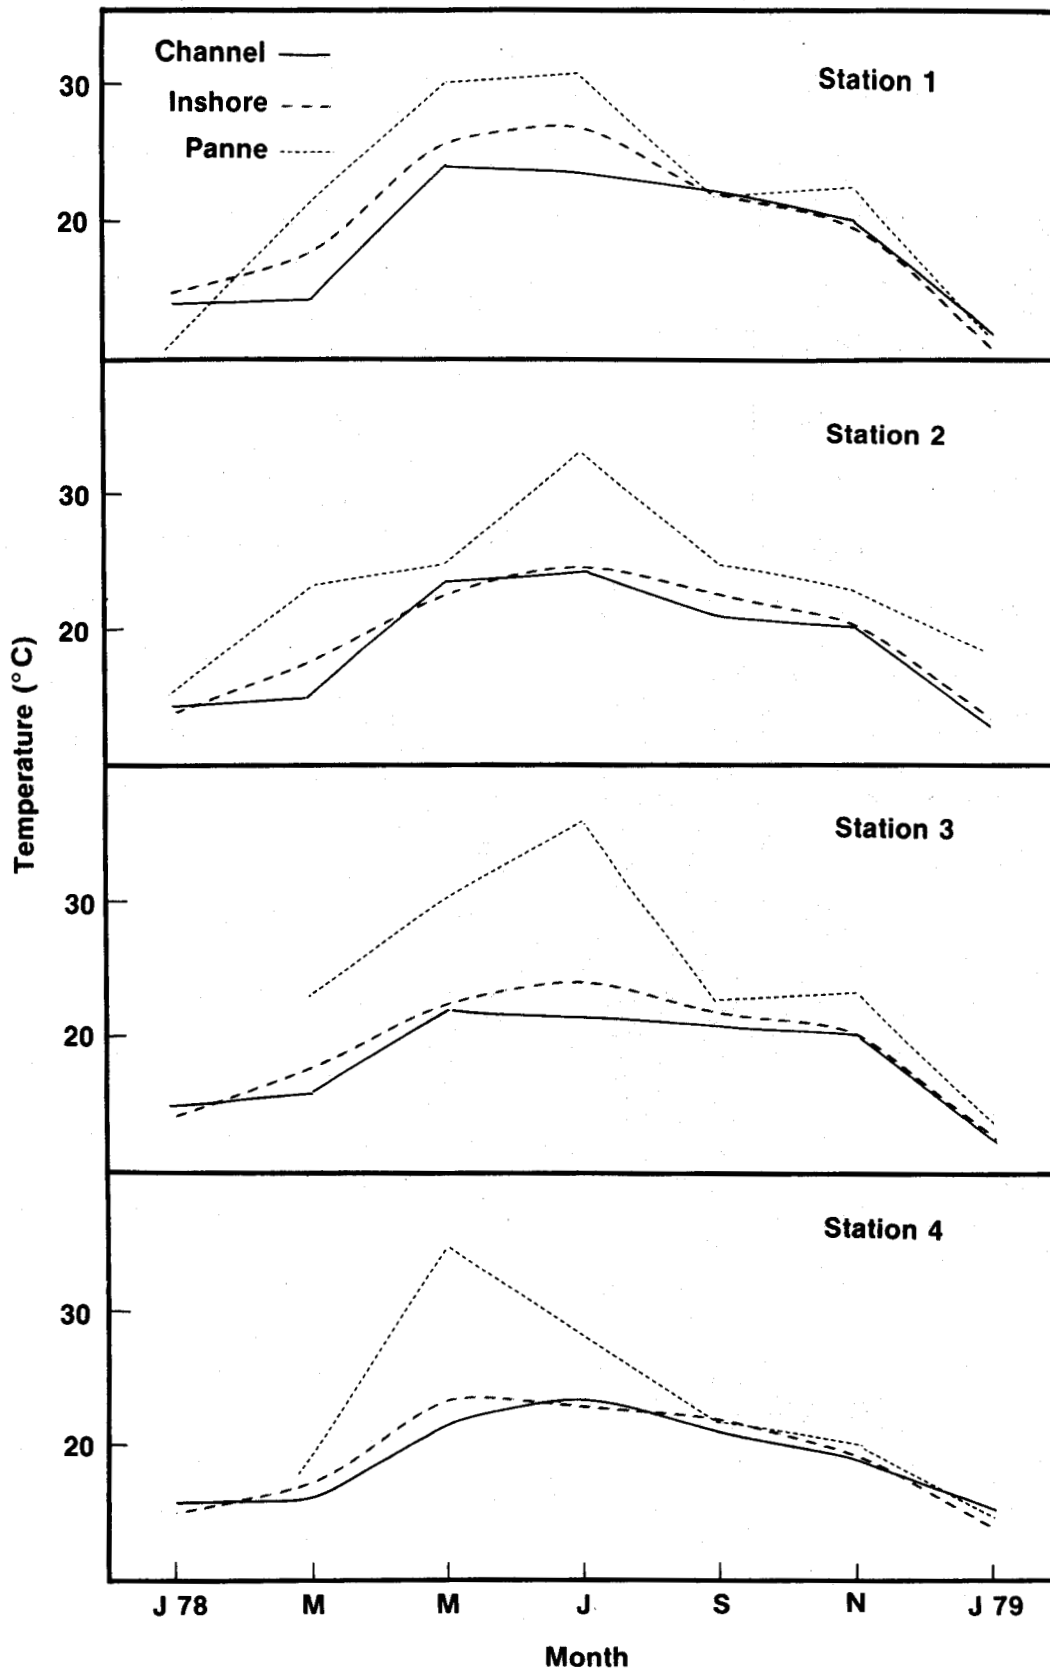 Channel
Inshore
Panne
Station 1
30
20
Station 2
30
20
Temperature (°C)
Station 3
30
20
Station 4
30
20
J 78 M M J S N J 79
Month